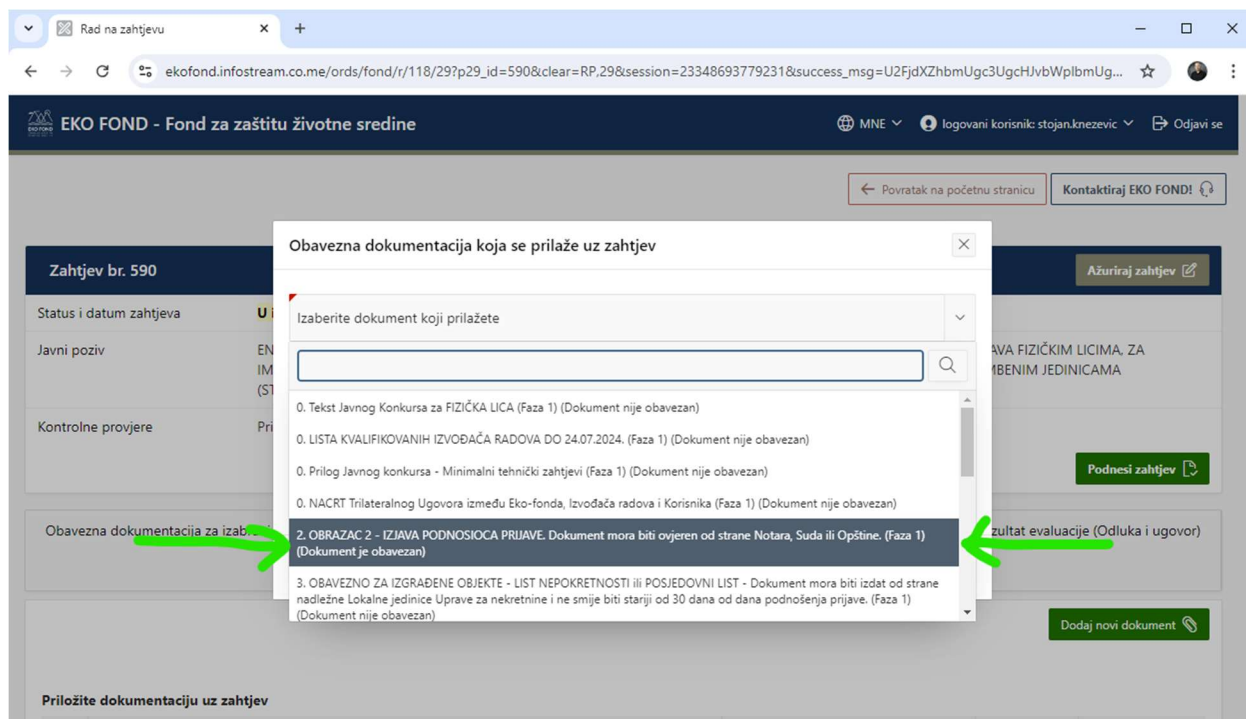 Rad na zahtjevu
ekofond.infostream.co.me/ords/fond/r/118/29?p29_id=590&clear=RP,29&session=23348693779231&success_msg=U2FjdXZhbmUgc3UgcHJvbWplbmUg...
EKO FOND - Fond za zaštitu životne sredine
MNE
logovani korisnik: stojan.knezevic
Odjavi se
Povratak na početnu stranicu
Kontaktiraj EKO FOND!
Obavezna dokumentacija koja se prilaže uz zahtjev
Zahtjev br. 590
Ažuriraj zahtjev
Status i datum zahtjeva
U i
Izaberite dokument koji prilažete
Javni poziv
EN
IM
(ST
AVA FIZIČKIM LICIMA, ZA
MBENIM JEDINICAMA
0. Tekst Javnog Konkursa za FIZIČKA LICA (Faza 1) (Dokument nije obavezan)
Kontrolne provjere
Pri
0. LISTA KVALIFIKOVANIH IZVOĐAČA RADOVA DO 24.07.2024. (Faza 1) (Dokument nije obavezan)
0. Prilog Javnog konkursa - Minimalni tehnički zahtjevi (Faza 1) (Dokument nije obavezan)
Podnesi zahtjev
0. NACRT Trilateralnog Ugovora između Eko-fonda, Izvođača radova i Korisnika (Faza 1) (Dokument nije obavezan)
Obavezna dokumentacija za izab
2. OBRAZAC 2 - IZJAVA PODNOSIOCA PRIJAVE. Dokument mora biti ovjeren od strane Notara, Suda ili Opštine. (Faza 1)
(Dokument je obavezan)
zultat evaluacije (Odluka i ugovor)
3. OBAVEZNO ZA IZGRAĐENE OBJEKTE - LIST NEPOKRETNOSTI ili POSJEDOVNI LIST - Dokument mora biti izdat od strane
nadležne Lokalne jedinice Uprave za nekretnine i ne smije biti stariji od 30 dana od dana podnošenja prijave. (Faza 1)
(Dokument nije obavezan)
Dodaj novi dokument
Priložite dokumentaciju uz zahtjev